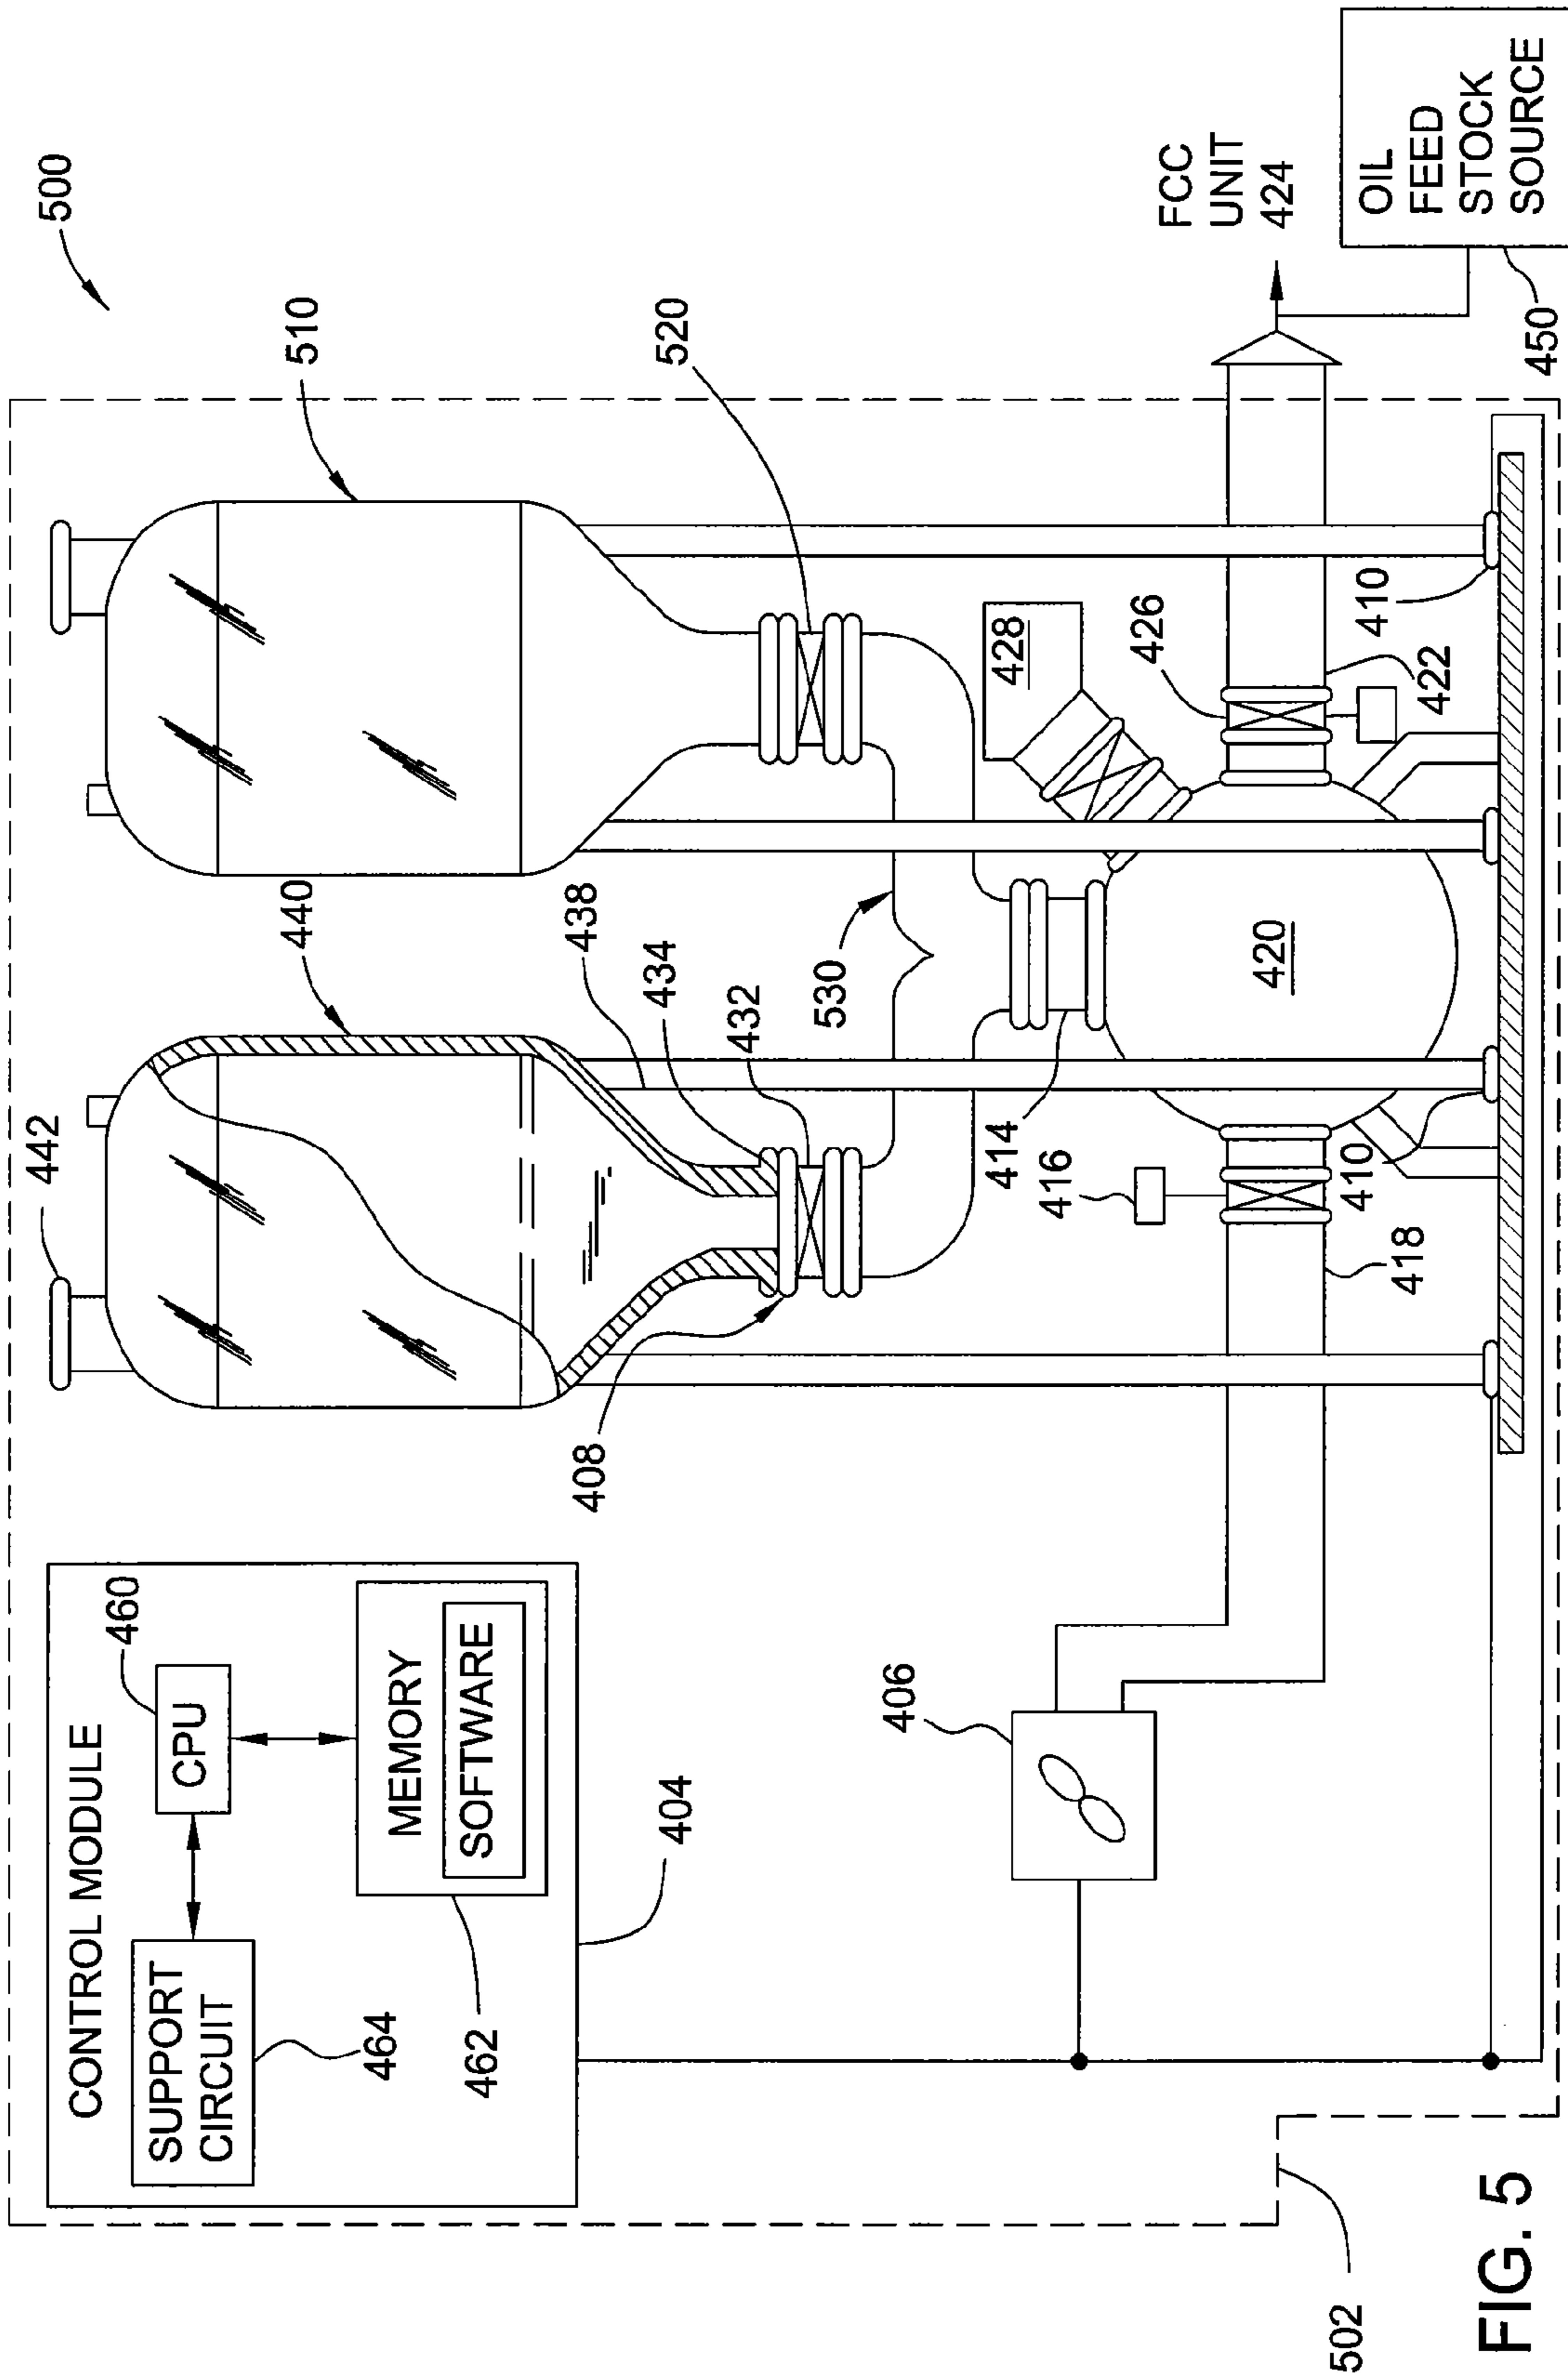 500
510
520
440
442
438
434
432
408
530
CONTROL MODULE
SUPPORT
CIRCUIT
464
CPU
460
MEMORY
SOFTWARE
462
404
406
414
416
418
410
420
428
426
422
410
FCC
UNIT
424
OIL
FEED
STOCK
SOURCE
450
502
FIG. 5